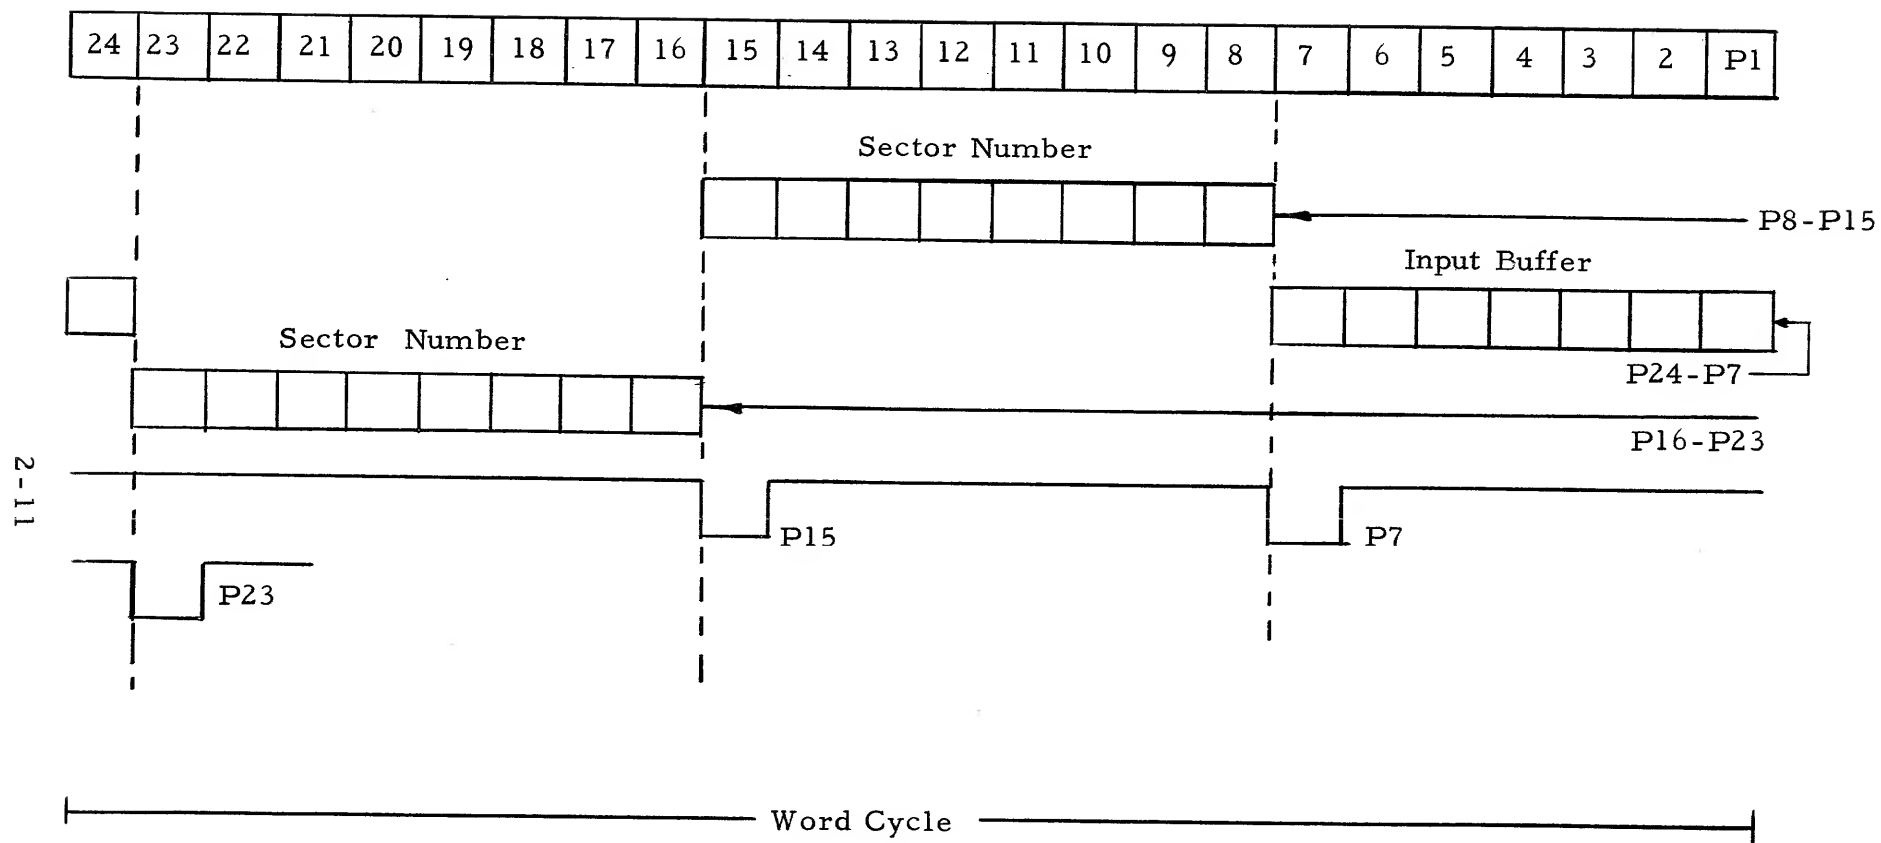 24 23 22 21 20 19 18 17 16 15 14 13 12 11 10 9 8 7 6 5 4 3 2 P1
Sector Number
P8-P15
Input Buffer
Sector Number
P24-P7
P16-P23
2-11
P15
P7
P23
Word Cycle